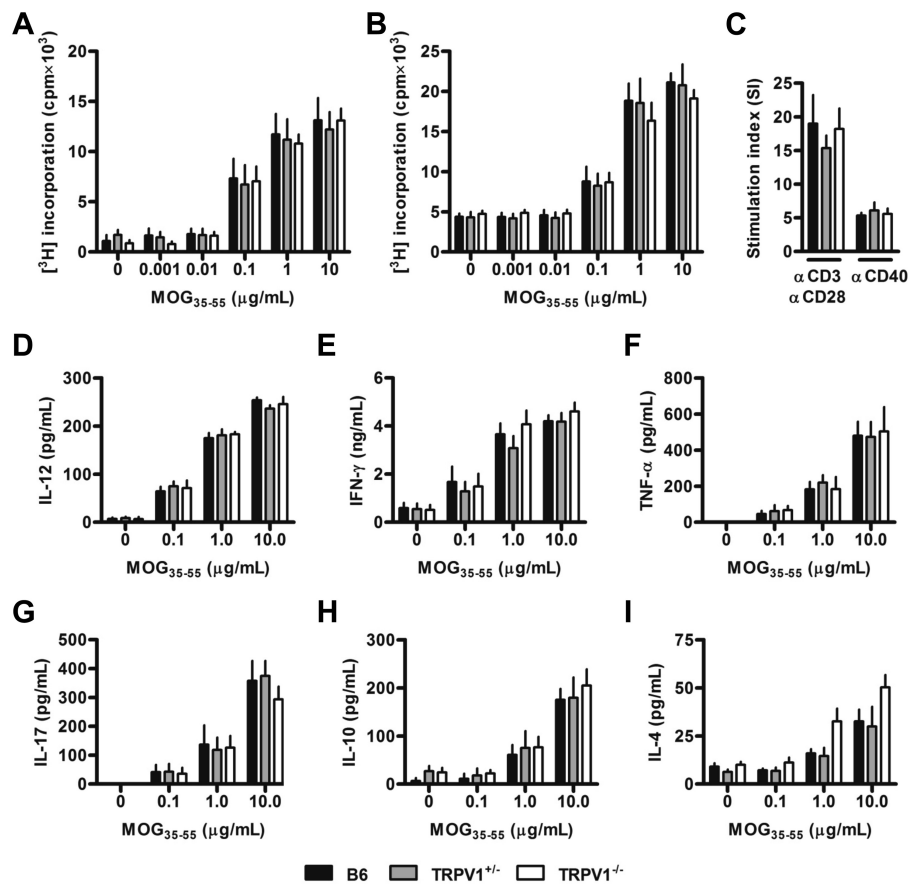 A
[³H] incorporation (cpm×10³)
20
15
10
5
0
0 0.001 0.01 0.1 1 10
MOG₃₅₋₅₅ (μg/mL)
B
[³H] incorporation (cpm×10³)
25
20
15
10
5
0
0 0.001 0.01 0.1 1 10
MOG₃₅₋₅₅ (μg/mL)
C
Stimulation index (SI)
25
20
15
10
5
0
α CD3 α CD40
α CD28
D
IL-12 (pg/mL)
300
200
100
0
0 0.1 1.0 10.0
MOG₃₅₋₅₅ (μg/mL)
E
IFN-γ (ng/mL)
6
4
2
0
0 0.1 1.0 10.0
MOG₃₅₋₅₅ (μg/mL)
F
TNF-α (pg/mL)
800
600
400
200
0
0 0.1 1.0 10.0
MOG₃₅₋₅₅ (μg/mL)
G
IL-17 (pg/mL)
500
400
300
200
100
0
0 0.1 1.0 10.0
MOG₃₅₋₅₅ (μg/mL)
H
IL-10 (pg/mL)
300
200
100
0
0 0.1 1.0 10.0
MOG₃₅₋₅₅ (μg/mL)
I
IL-4 (pg/mL)
75
50
25
0
0 0.1 1.0 10.0
MOG₃₅₋₅₅ (μg/mL)
B6 TRPV1⁺/⁻ TRPV1⁻/⁻